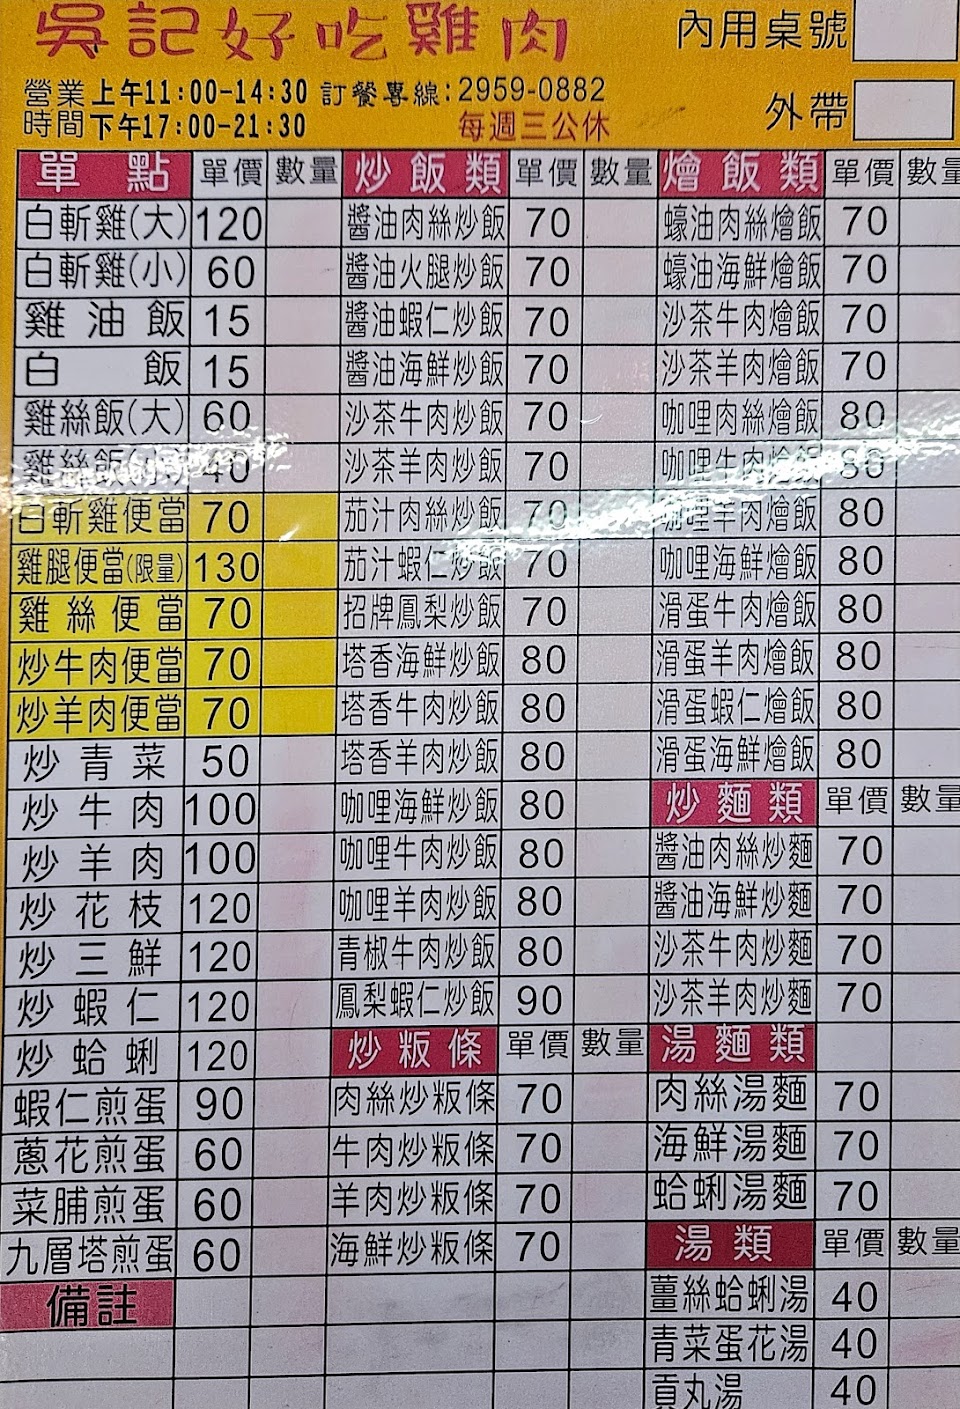 吳記好吃雞肉
內用桌號
營業時間 上午11:00-14:30 訂餐專線:2959-0882
下午17:00-21:30 每週三公休
外帶
單點 單價 數量
白斬雞(大) 120
白斬雞(小) 60
雞油飯 15
白飯 15
雞絲飯(大) 60
雞絲飯(小) 40
白斬雞便當 70
雞腿便當(限量) 130
雞絲便當 70
炒牛肉便當 70
炒羊肉便當 70
炒青菜 50
炒牛肉 100
炒羊肉 100
炒花枝 120
炒三鮮 120
炒蝦仁 120
炒蛤蜊 120
蝦仁煎蛋 90
蔥花煎蛋 60
菜脯煎蛋 60
九層塔煎蛋 60
備註
炒飯類 單價 數量
醬油肉絲炒飯 70
醬油火腿炒飯 70
醬油蝦仁炒飯 70
醬油海鮮炒飯 70
沙茶牛肉炒飯 70
沙茶羊肉炒飯 70
茄汁肉絲炒飯 70
茄汁蝦仁炒飯 70
招牌鳳梨炒飯 70
塔香海鮮炒飯 80
塔香牛肉炒飯 80
塔香羊肉炒飯 80
咖哩海鮮炒飯 80
咖哩牛肉炒飯 80
咖哩羊肉炒飯 80
青椒牛肉炒飯 80
鳳梨蝦仁炒飯 90
炒粄條 單價 數量
肉絲炒粄條 70
牛肉炒粄條 70
羊肉炒粄條 70
海鮮炒粄條 70
燴飯類 單價 數量
蠔油肉絲燴飯 70
蠔油海鮮燴飯 70
沙茶牛肉燴飯 70
沙茶羊肉燴飯 70
咖哩肉絲燴飯 80
咖哩牛肉燴飯 80
咖哩羊肉燴飯 80
咖哩海鮮燴飯 80
滑蛋牛肉燴飯 80
滑蛋羊肉燴飯 80
滑蛋蝦仁燴飯 80
滑蛋海鮮燴飯 80
炒麵類 單價 數量
醬油肉絲炒麵 70
醬油海鮮炒麵 70
沙茶牛肉炒麵 70
沙茶羊肉炒麵 70
湯麵類
肉絲湯麵 70
海鮮湯麵 70
蛤蜊湯麵 70
湯類 單價 數量
薑絲蛤蜊湯 40
青菜蛋花湯 40
貢丸湯 40